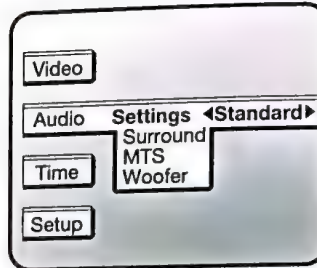 Video
Audio Settings ◀Standard▶
Surround
MTS
Time Woofer
Setup